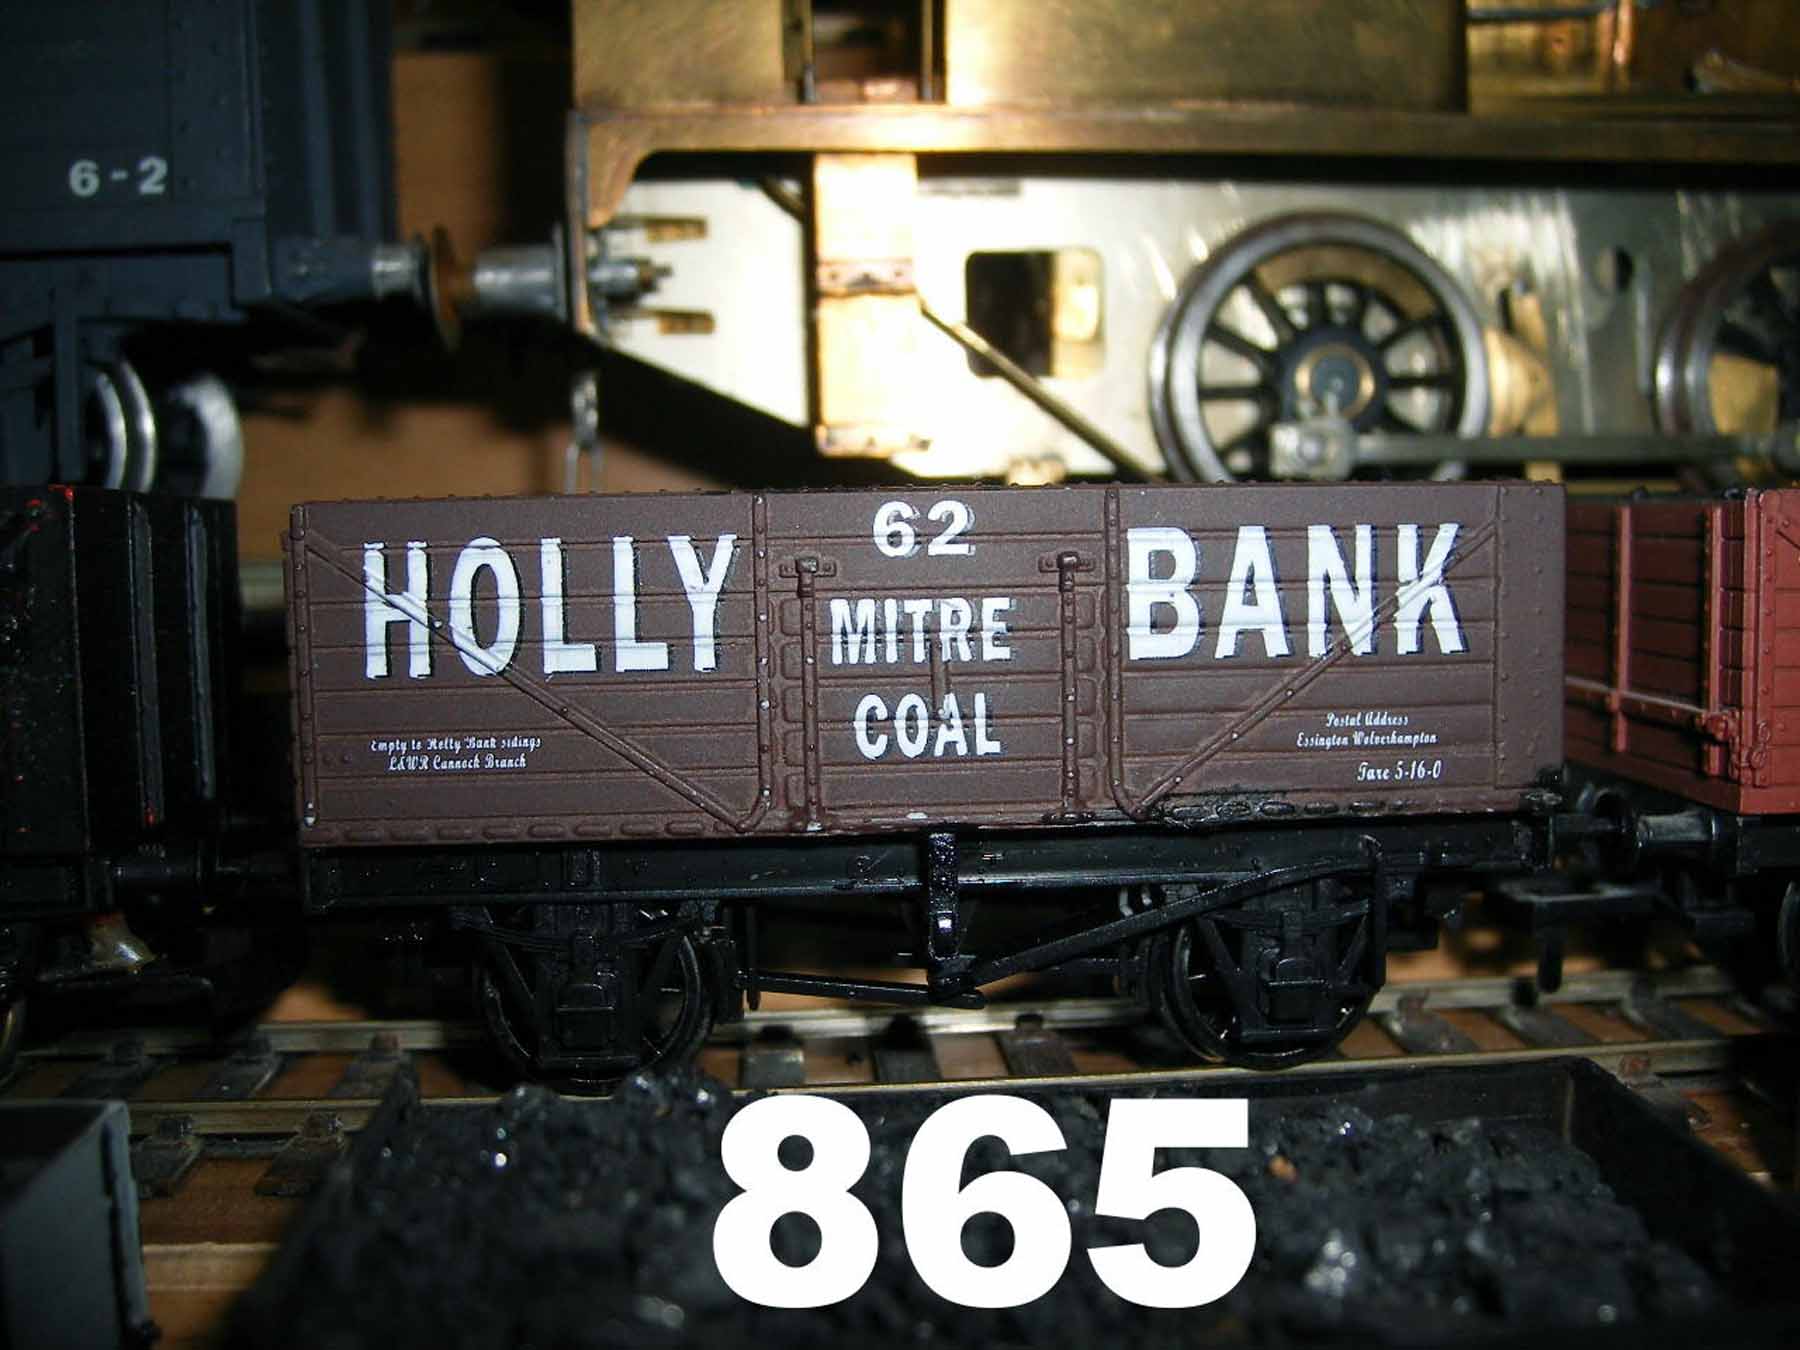 6-2
HOLLY
62
MITRE
COAL
BANK
Empty to Holly Bank sidings
L&WR Cannock Branch
Postal Address
Essington Wolverhampton
Tare 5-16-0
865